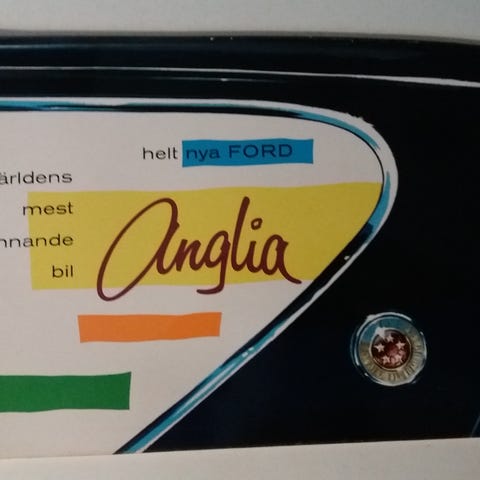 helt nya FORD
ärldens
mest
nnande
bil
Anglia